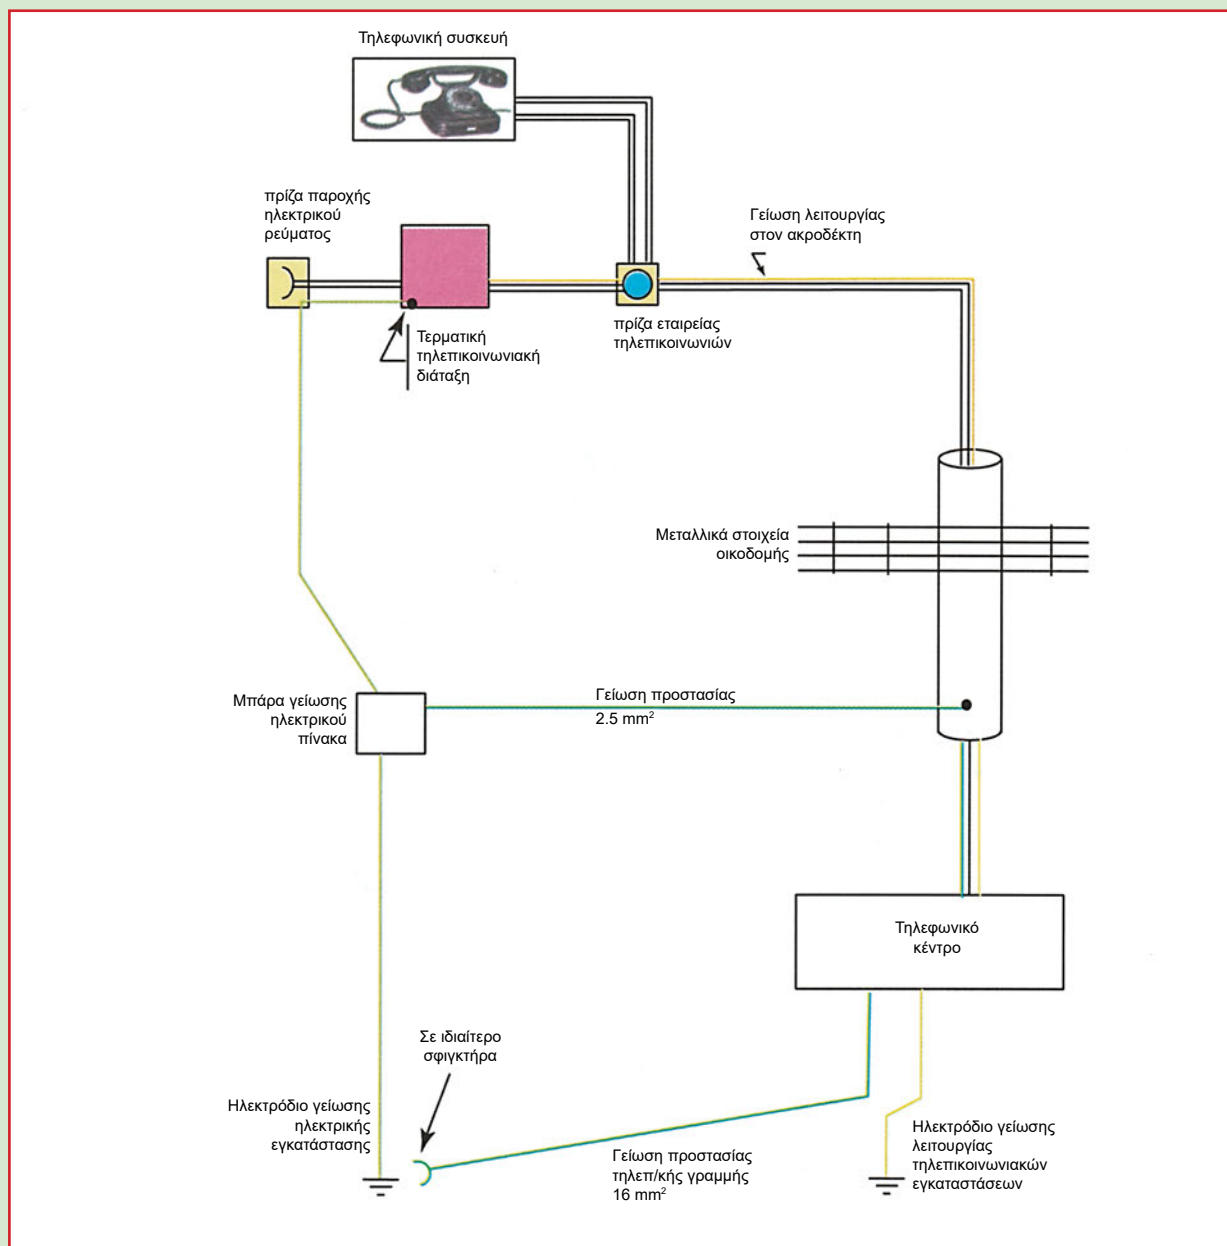 Τηλεφωνική συσκευή
πρίζα παροχής
ηλεκτρικού
ρεύματος
Γείωση λειτουργίας
στον ακροδέκτη
πρίζα εταιρείας
τηλεπικοινωνιών
Τερματική
τηλεπικοινωνιακή
διάταξη
Μεταλλικά στοιχεία
οικοδομής
Μπάρα γείωσης
ηλεκτρικού
πίνακα
Γείωση προστασίας
2.5 mm²
Τηλεφωνικό
κέντρο
Σε ιδιαίτερο
σφιγκτήρα
Ηλεκτρόδιο γείωσης
ηλεκτρικής
εγκατάστασης
Γείωση προστασίας
τηλεπ/κής γραμμής
16 mm²
Ηλεκτρόδιο γείωσης
λειτουργίας
τηλεπικοινωνιακών
εγκαταστάσεων